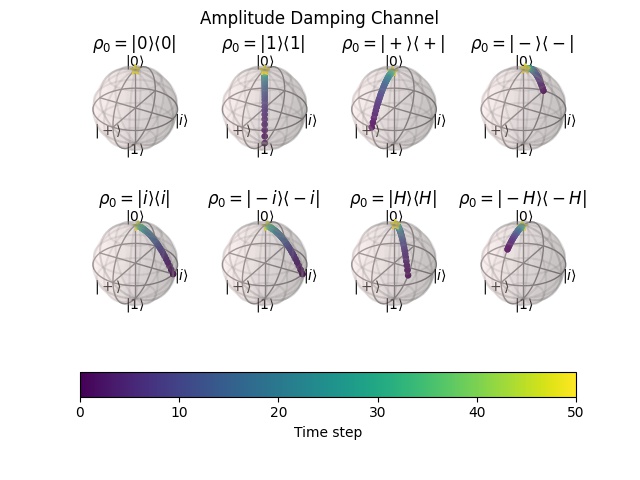 Amplitude Damping Channel
ρ₀ = |0⟩⟨0| ρ₀ = |1⟩⟨1| ρ₀ = |+⟩⟨+| ρ₀ = |−⟩⟨−|
|0⟩ |0⟩ |0⟩ |0⟩
|i⟩ |i⟩ |i⟩ |i⟩
|+⟩ |+⟩ |+⟩ |+⟩
|1⟩ |1⟩ |1⟩ |1⟩
ρ₀ = |i⟩⟨i| ρ₀ = |−i⟩⟨−i| ρ₀ = |H⟩⟨H| ρ₀ = |−H⟩⟨−H|
|0⟩ |0⟩ |0⟩ |0⟩
|i⟩ |i⟩ |i⟩ |i⟩
|+⟩ |+⟩ |+⟩ |+⟩
|1⟩ |1⟩ |1⟩ |1⟩
0 10 20 30 40 50
Time step